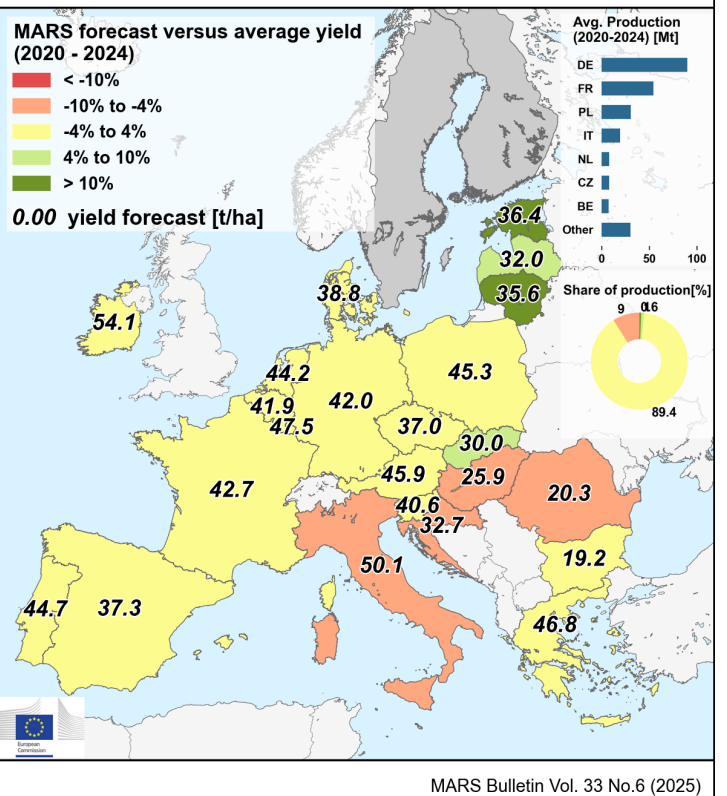 MARS forecast versus average yield
(2020 - 2024)
< -10%
-10% to -4%
-4% to 4%
4% to 10%
> 10%
0.00 yield forecast [t/ha]
Avg. Production
(2020-2024) [Mt]
DE
FR
PL
IT
NL
CZ
BE
Other
0 50 100
Share of production[%]
9
0
1.6
89.4
36.4
32.0
35.6
38.8
54.1
44.2
42.0
45.3
41.9
47.5
37.0
30.0
45.9
25.9
42.7
40.6
20.3
32.7
50.1
19.2
44.7
37.3
46.8
European
Commission
MARS Bulletin Vol. 33 No.6 (2025)